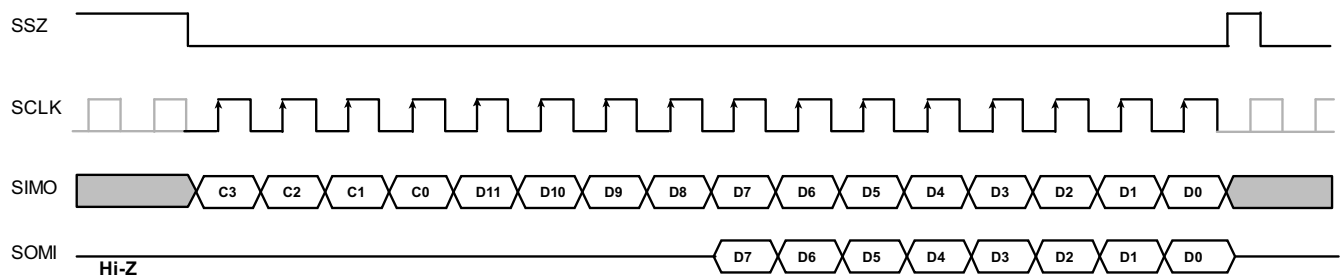 SSZ
SCLK
SIMO C3 C2 C1 C0 D11 D10 D9 D8 D7 D6 D5 D4 D3 D2 D1 D0
SOMI D7 D6 D5 D4 D3 D2 D1 D0
Hi-Z